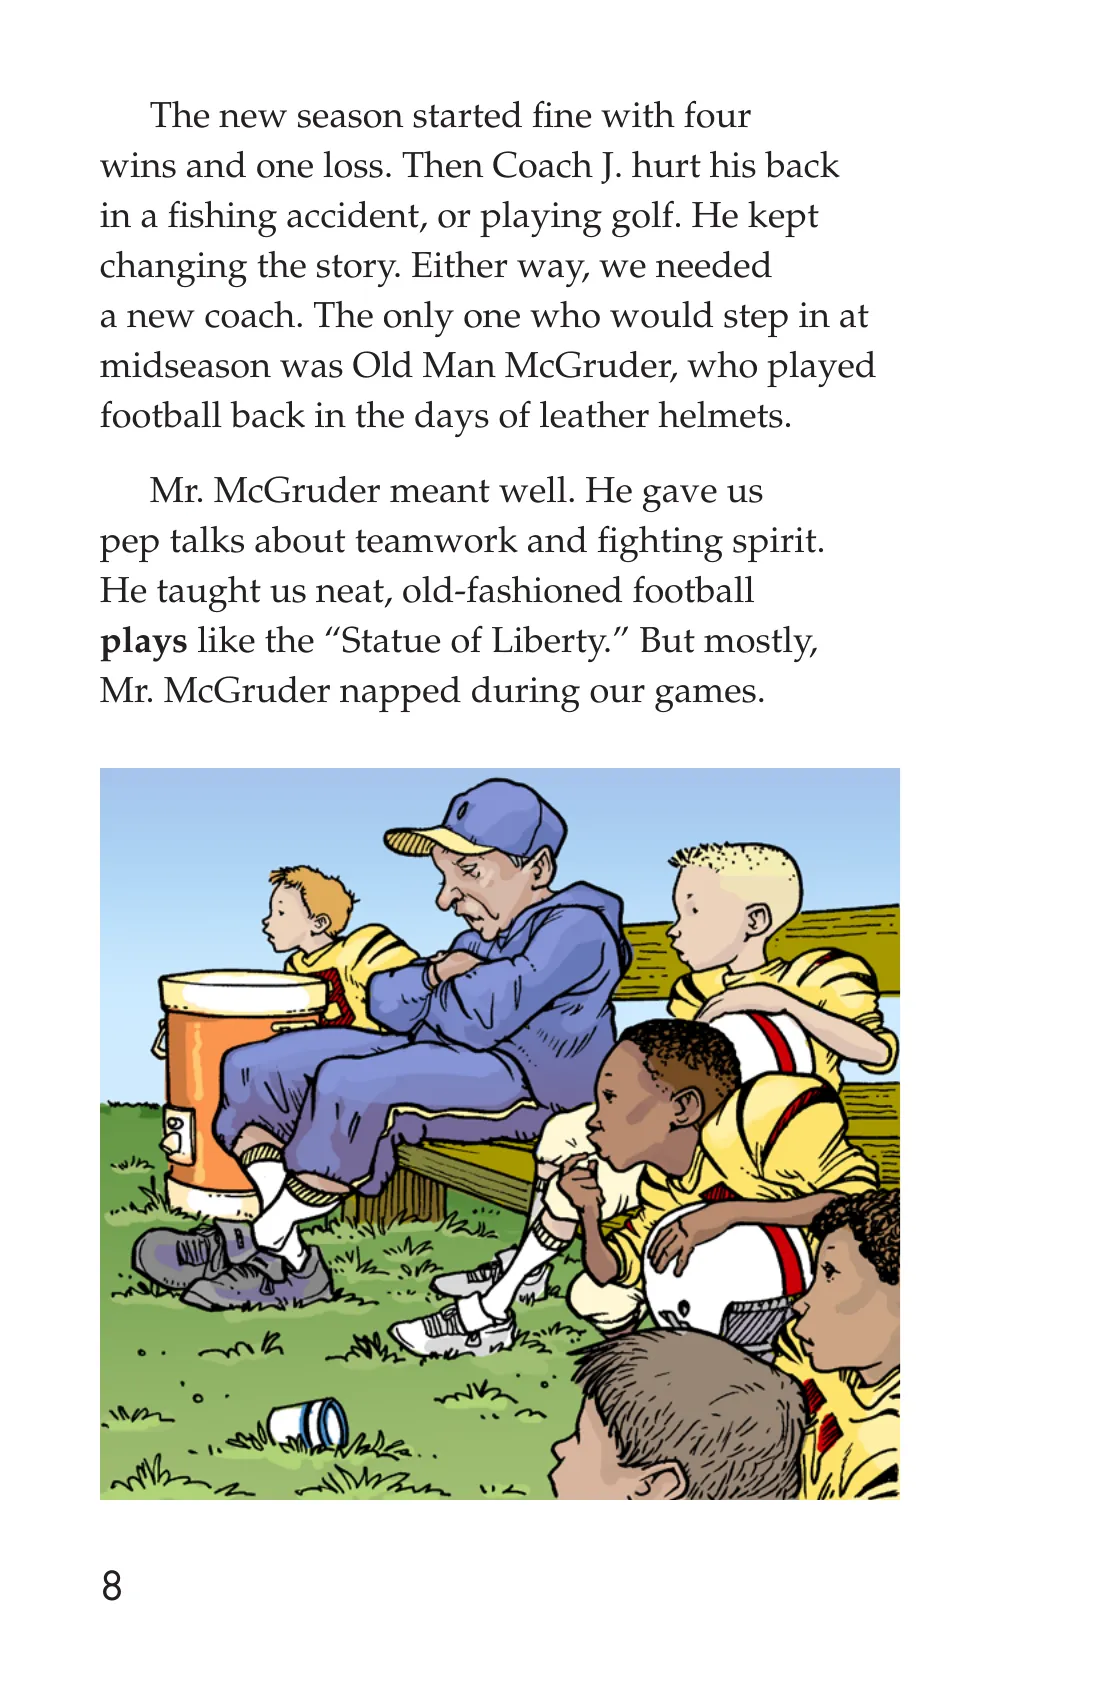 The new season started fine with four
wins and one loss. Then Coach J. hurt his back
in a fishing accident, or playing golf. He kept
changing the story. Either way, we needed
a new coach. The only one who would step in at
midseason was Old Man McGruder, who played
football back in the days of leather helmets.
Mr. McGruder meant well. He gave us
pep talks about teamwork and fighting spirit.
He taught us neat, old-fashioned football
plays like the “Statue of Liberty.” But mostly,
Mr. McGruder napped during our games.
8